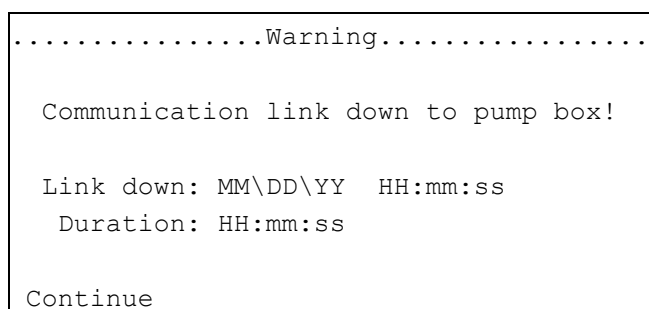 ................Warning.................
Communication link down to pump box!
Link down: MM\DD\YY  HH:mm:ss
Duration: HH:mm:ss
Continue